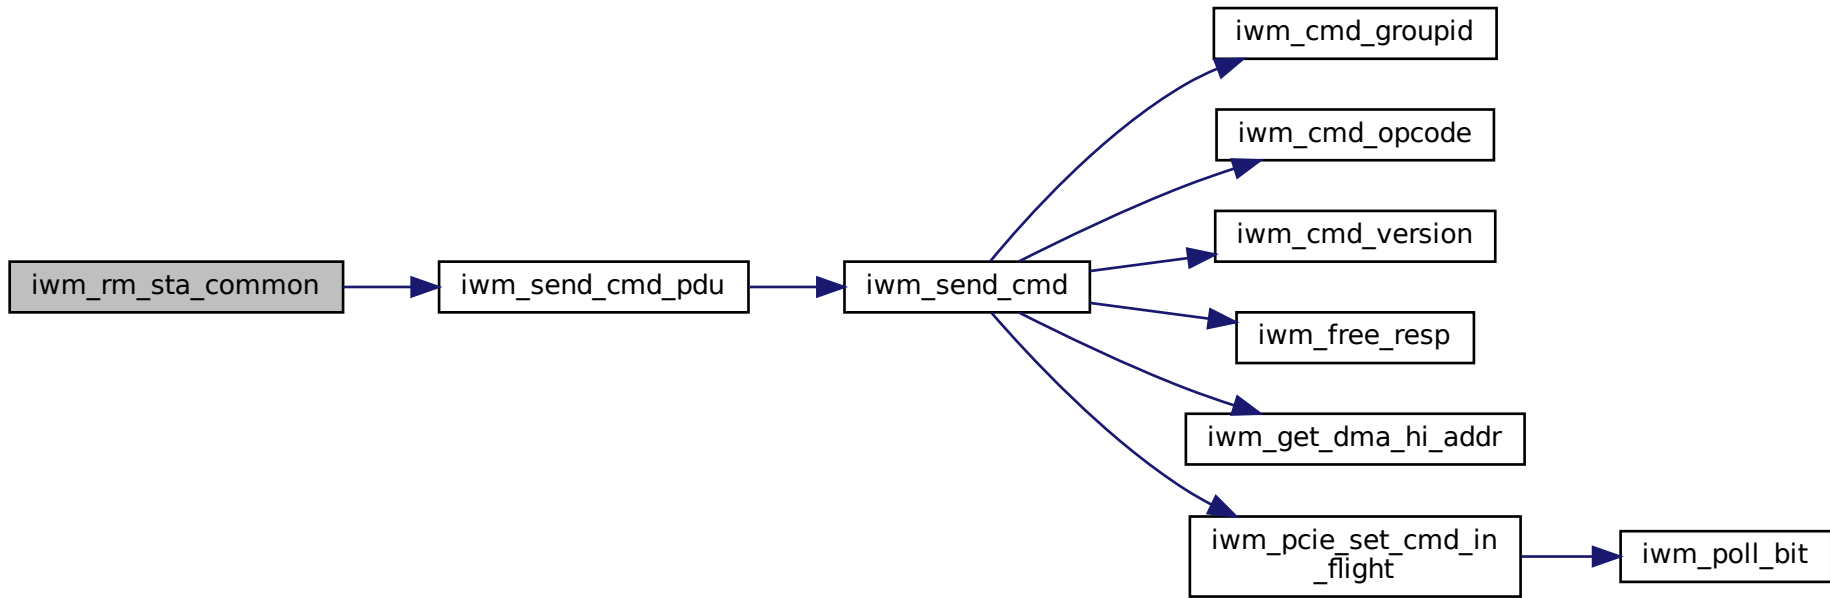 iwm_cmd_groupid
iwm_cmd_opcode
iwm_cmd_version
iwm_rm_sta_common
iwm_send_cmd_pdu
iwm_send_cmd
iwm_free_resp
iwm_get_dma_hi_addr
iwm_pcie_set_cmd_in
_flight
iwm_poll_bit